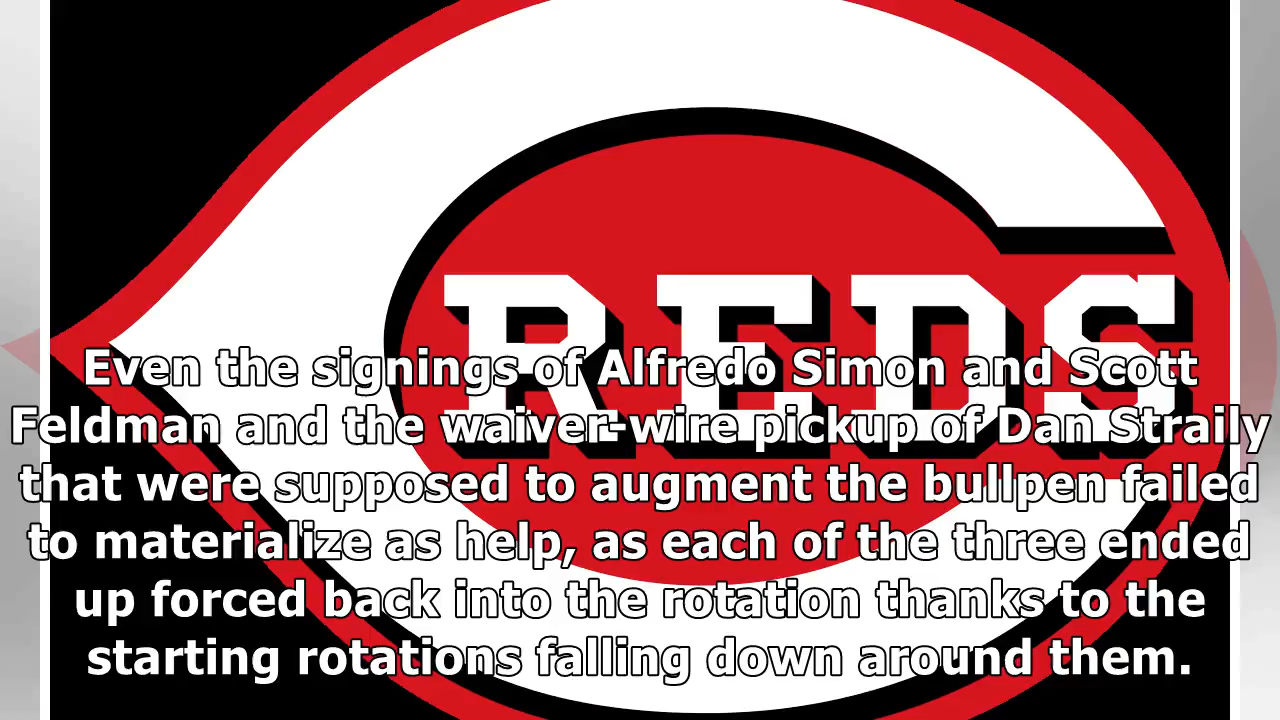 REDS
Even the signings of Alfredo Simon and Scott
Feldman and the waiver-wire pickup of Dan Straily
that were supposed to augment the bullpen failed
to materialize as help, as each of the three ended
up forced back into the rotation thanks to the
starting rotations falling down around them.